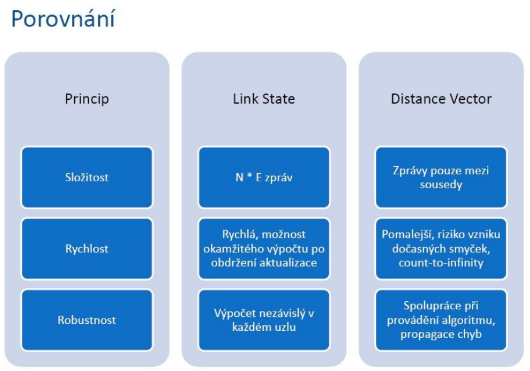 Porovnání
Princip
Složitost
Rychlost
Robustnost
Link State
N * E zpráv
Rychlá, možnost
okamžitého výpočtu po
obdržení aktualizace
Výpočet nezávislý v
každém uzlu
Distance Vector
Zprávy pouze mezi
sousedy
Pomalejší, riziko vzniku
dočasných smyček,
count-to-infinity
Spolupráce při
provádění algoritmu,
propagace chyb